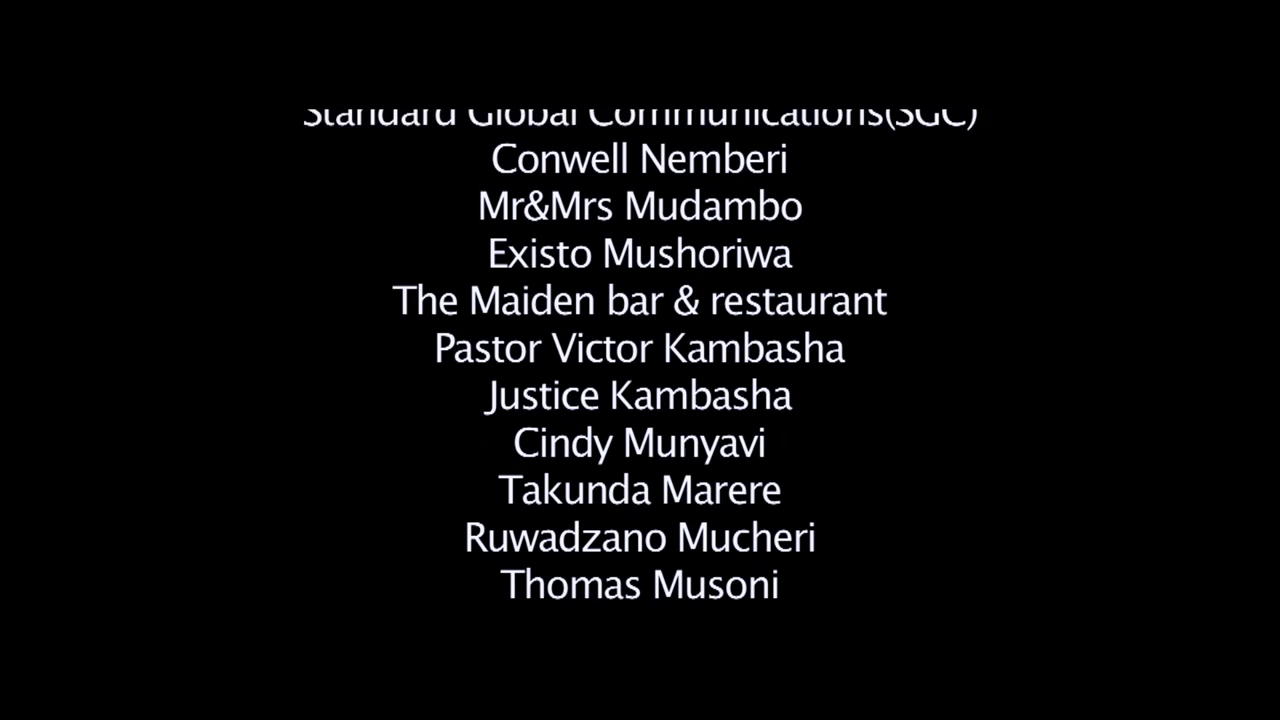 Standard Global Communications(SGC)
Conwell Nemberi
Mr&Mrs Mudambo
Existo Mushoriwa
The Maiden bar & restaurant
Pastor Victor Kambasha
Justice Kambasha
Cindy Munyavi
Takunda Marere
Ruwadzano Mucheri
Thomas Musoni